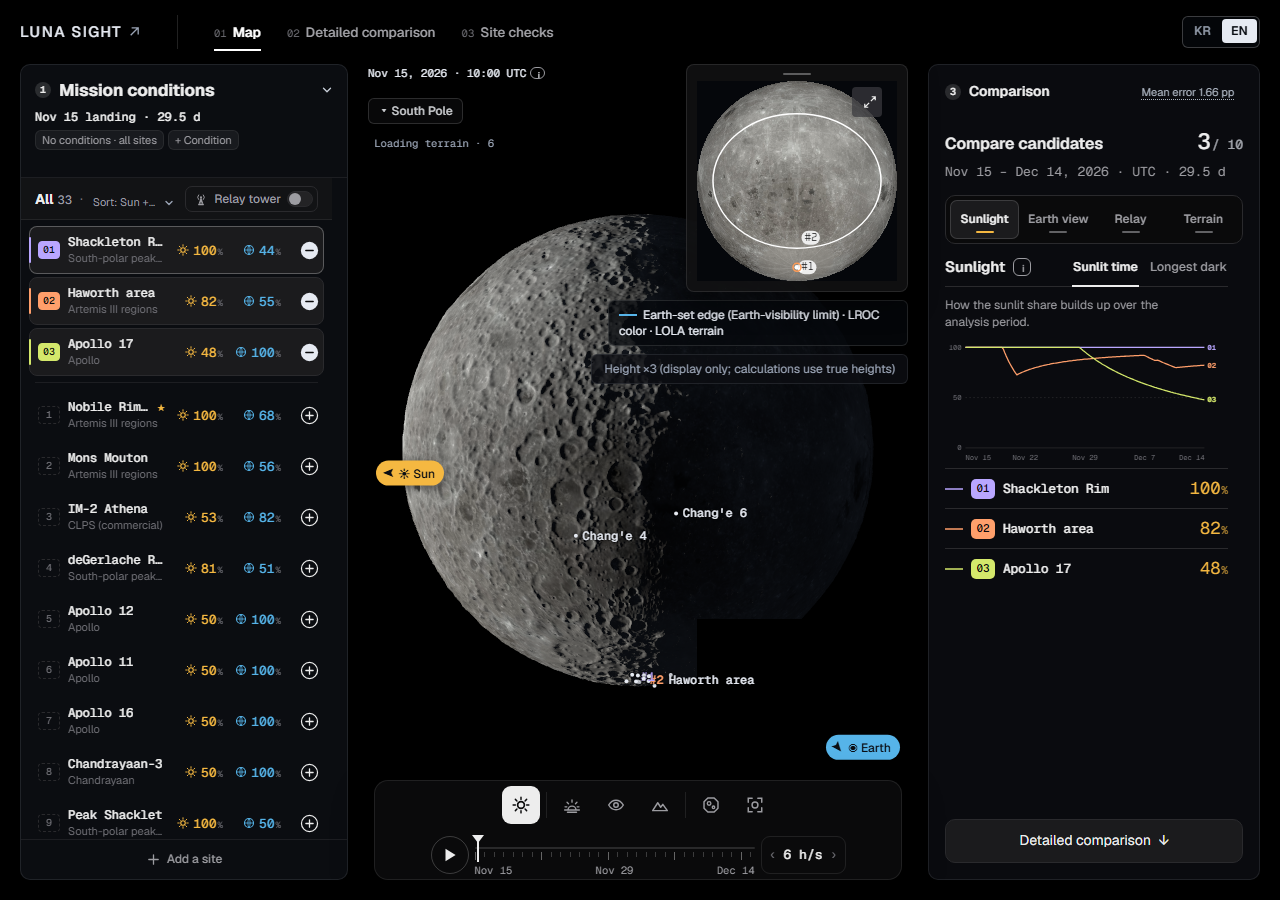 LUNA SIGHT ↗
01 Map
02 Detailed comparison
03 Site checks
KR EN
1 Mission conditions
Nov 15 landing · 29.5 d
No conditions · all sites
+ Condition
All 33 · Sort: Sun +…
Relay tower
01 Shackleton R… 100% 44%
South-polar peak…
02 Haworth area 82% 55%
Artemis III regions
03 Apollo 17 48% 100%
Apollo
1 Nobile Rim… ★ 100% 68%
Artemis III regions
2 Mons Mouton 100% 56%
Artemis III regions
3 IM-2 Athena 53% 82%
CLPS (commercial)
4 deGerlache R… 81% 51%
South-polar peak…
5 Apollo 12 50% 100%
Apollo
6 Apollo 11 50% 100%
Apollo
7 Apollo 16 50% 100%
Apollo
8 Chandrayaan-3 50% 100%
Chandrayaan
9 Peak Shacklet 100% 50%
South-polar peak…
+ Add a site
Nov 15, 2026 · 10:00 UTC i
South Pole
Loading terrain · 6
#2
#1
Earth-set edge (Earth-visibility limit) · LROC
color · LOLA terrain
Height ×3 (display only; calculations use true heights)
Sun
Chang'e 6
Chang'e 4
#2 Haworth area
Earth
6 h/s
Nov 15
Nov 29
Dec 14
3 Comparison
Mean error 1.66 pp
Compare candidates 3 / 10
Nov 15 – Dec 14, 2026 · UTC · 29.5 d
Sunlight
Earth view
Relay
Terrain
Sunlight i
Sunlit time
Longest dark
How the sunlit share builds up over the
analysis period.
100
50
0
01
02
03
Nov 15
Nov 22
Nov 29
Dec 7
Dec 14
01 Shackleton Rim 100%
02 Haworth area 82%
03 Apollo 17 48%
Detailed comparison ↓